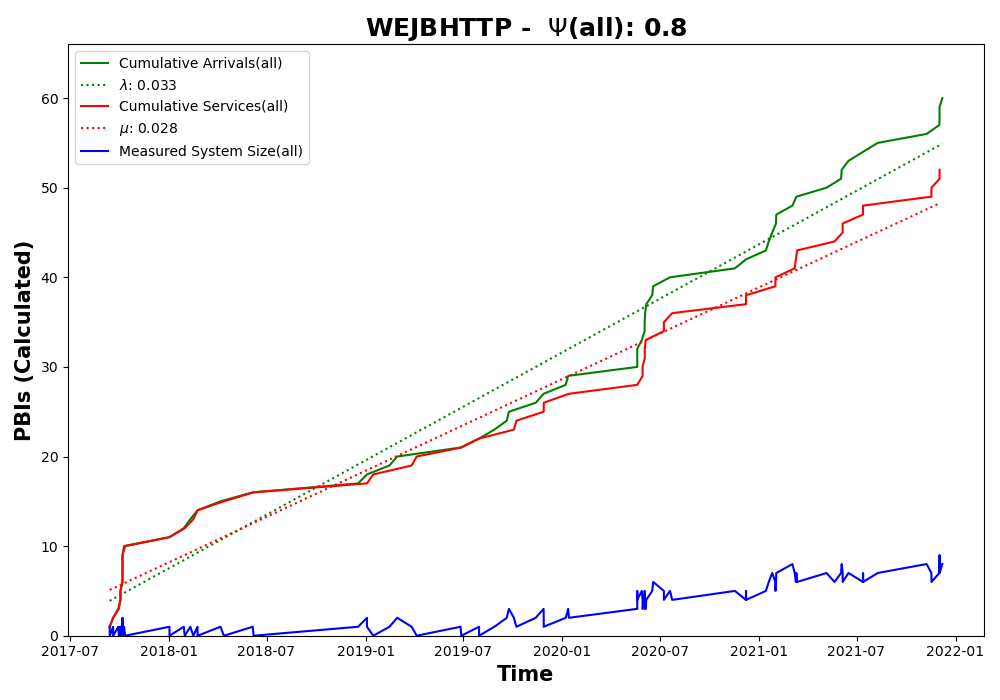 WEJBHTTP - Ψ(all): 0.8
Cumulative Arrivals(all)
λ: 0.033
Cumulative Services(all)
μ: 0.028
Measured System Size(all)
PBIs (Calculated)
60
50
40
30
20
10
0
2017-07 2018-01 2018-07 2019-01 2019-07 2020-01 2020-07 2021-01 2021-07 2022-01
Time